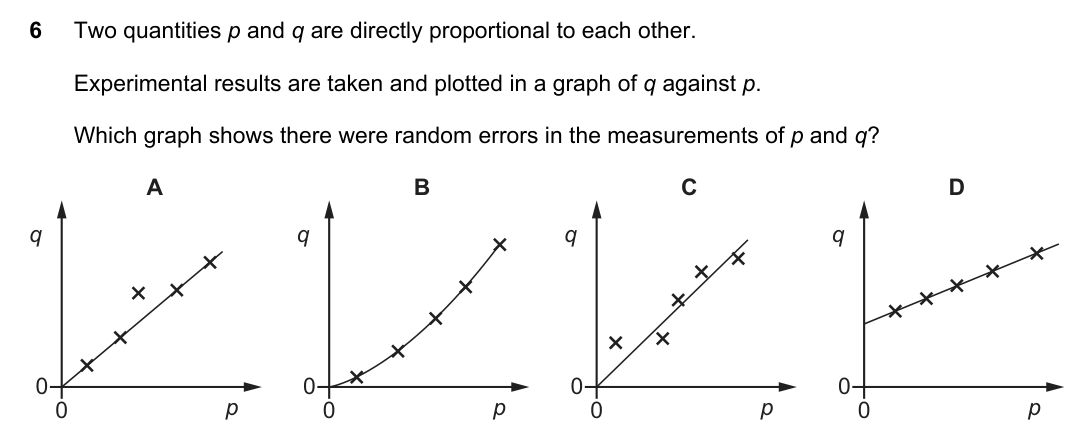 6 Two quantities p and q are directly proportional to each other.
Experimental results are taken and plotted in a graph of q against p.
Which graph shows there were random errors in the measurements of p and q?
A B C D
q q q q
0 0 0 0
0 p 0 p 0 p 0 p